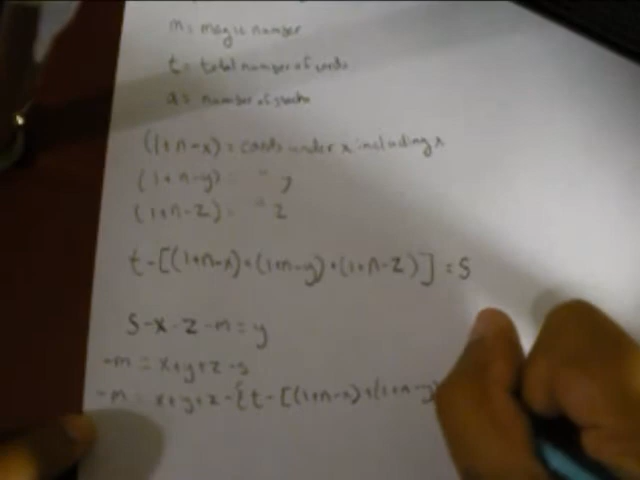 m = magic number
t = total number of cards
a = number of stacks
(1+n-x) = cards under x including x
(1+n-y) = " y
(1+n-z) = " z
t-[(1+n-x)+(1+n-y)+(1+n-z)] = s
s-x-z-m=y
-m = x+y+z-s
-m = x+y+z-{t-[(1+n-x)+(1+n-y)